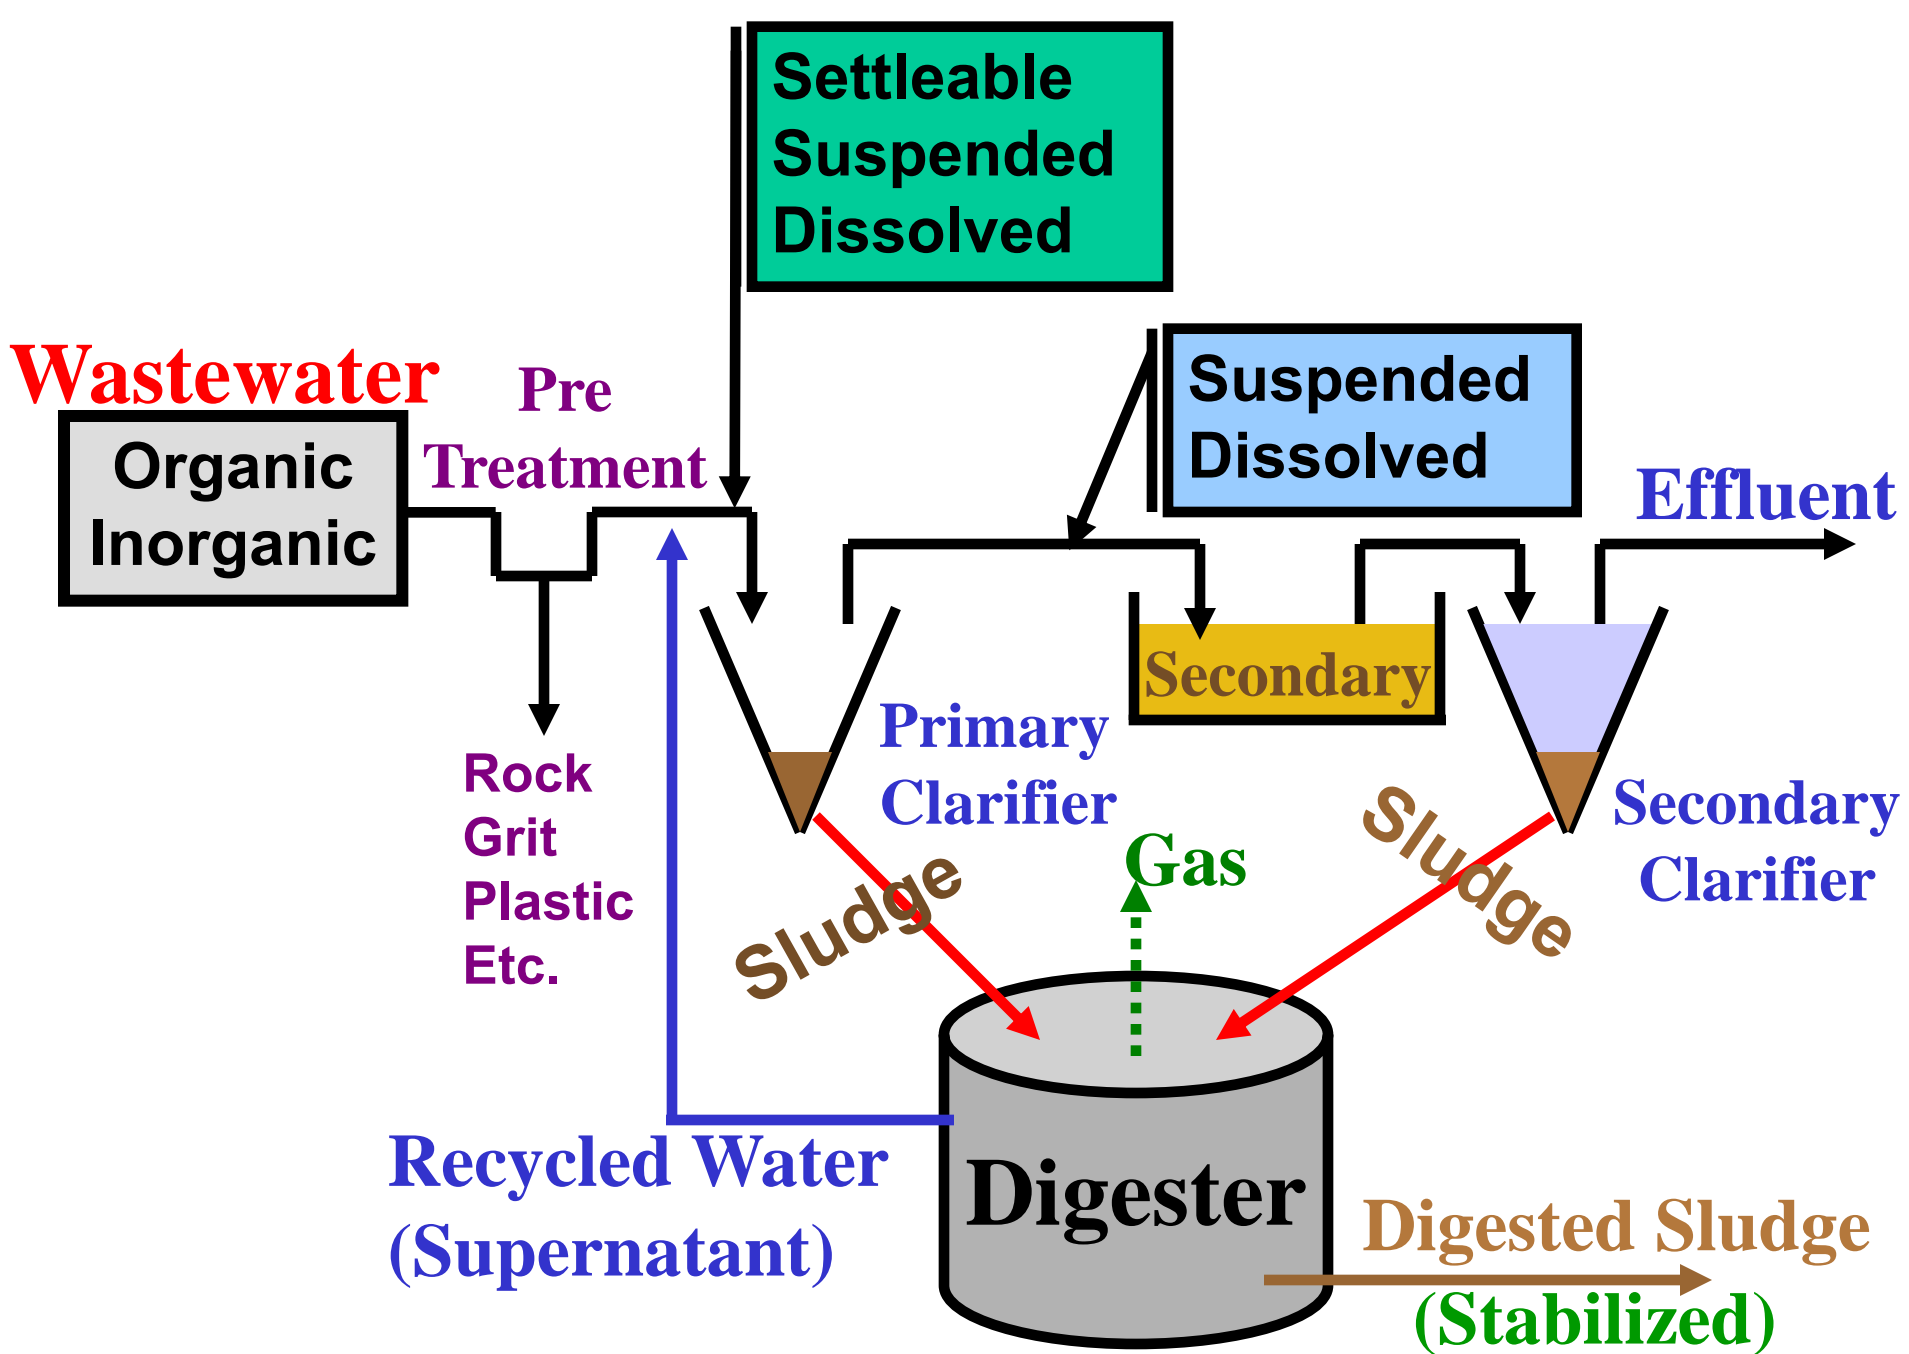 Settleable
Suspended
Dissolved
Wastewater
Organic
Inorganic
Pre
Treatment
Suspended
Dissolved
Effluent
Rock
Grit
Plastic
Etc.
Primary
Clarifier
Secondary
Secondary
Clarifier
Sludge
Gas
Sludge
Recycled Water
(Supernatant)
Digester
Digested Sludge
(Stabilized)